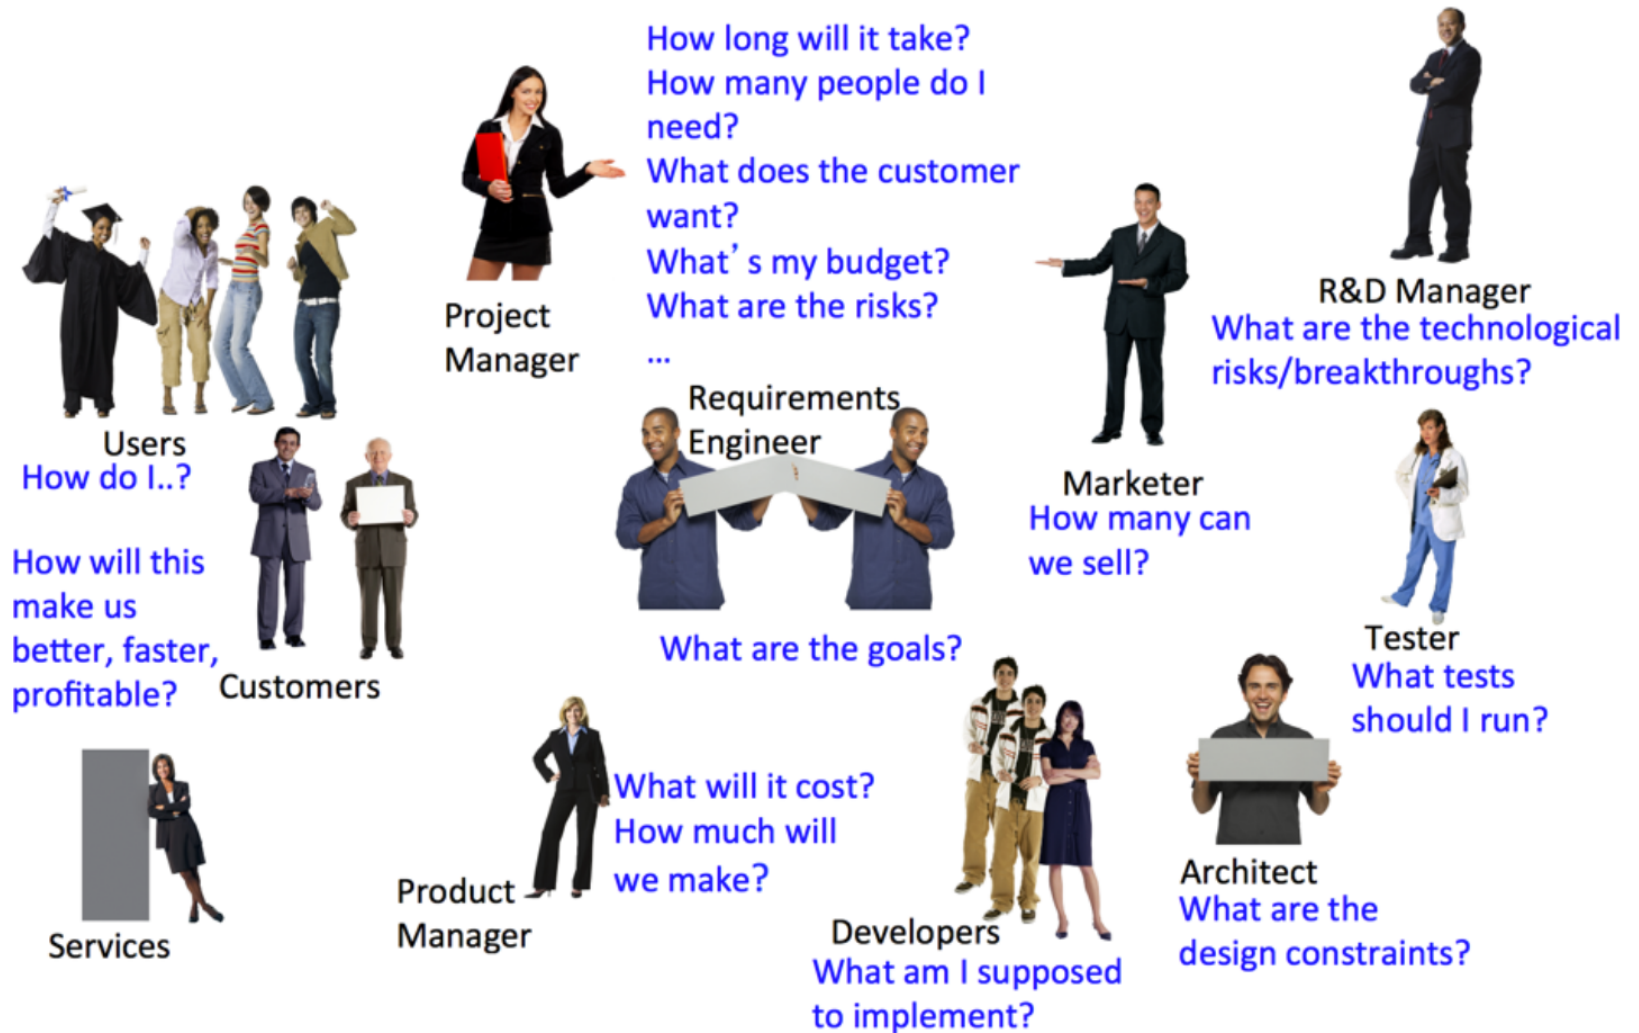 How long will it take?
How many people do I
need?
What does the customer
want?
What's my budget?
What are the risks?
...
Project
Manager
R&D Manager
What are the technological
risks/breakthroughs?
Users
How do I..?
Requirements
Engineer
What are the goals?
Marketer
How many can
we sell?
How will this
make us
better, faster,
profitable?
Customers
Tester
What tests
should I run?
Services
Product
Manager
What will it cost?
How much will
we make?
Developers
What am I supposed
to implement?
Architect
What are the
design constraints?